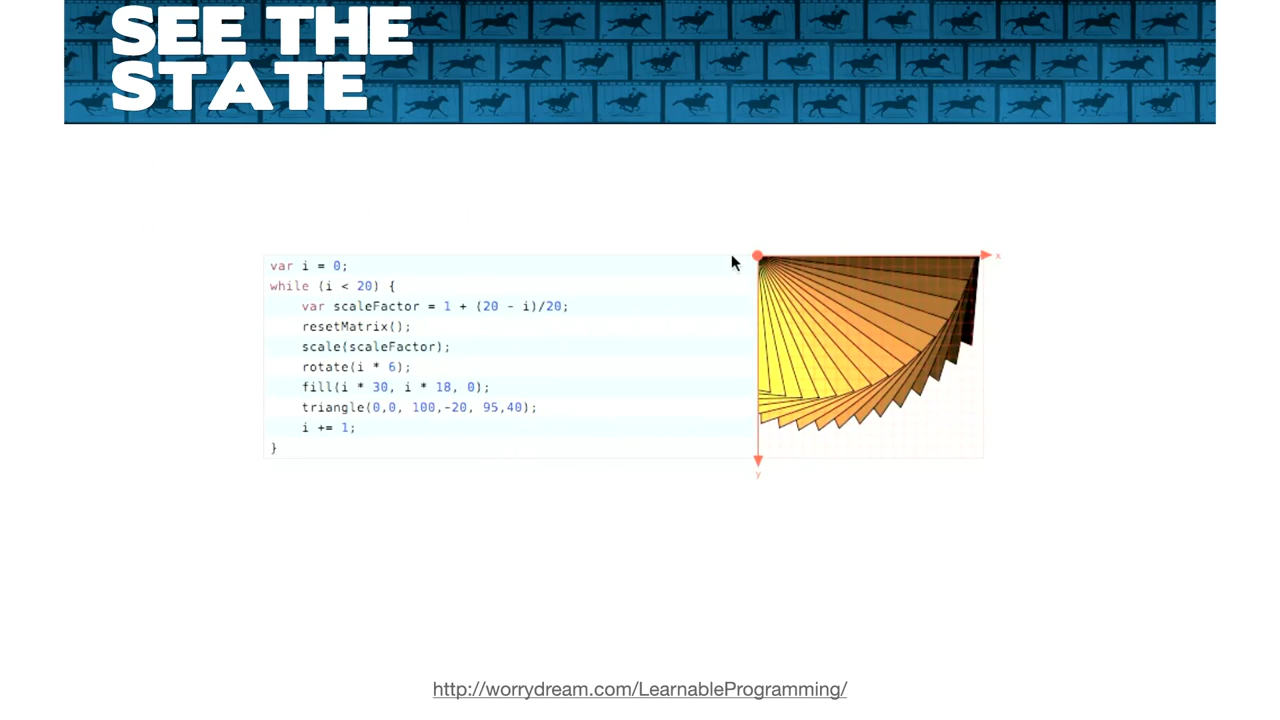 SEE THE
STATE
var i = 0;
while (i < 20) {
    var scaleFactor = 1 + (20 - i)/20;
    resetMatrix();
    scale(scaleFactor);
    rotate(i * 6);
    fill(i * 30, i * 18, 0);
    triangle(0,0, 100,-20, 95,40);
    i += 1;
}
x
y
http://worrydream.com/LearnableProgramming/